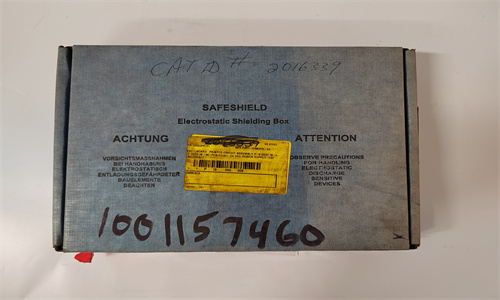 CAT ID # 2016339
SAFESHIELD
Electrostatic Shielding Box
ACHTUNG
ATTENTION
VORSICHTSMASSNAHMEN
BEI HANDHABUNG
ELEKTROSTATISCH
ENTLADUNGSGEFÄHRDETER
BAUELEMENTE
BEACHTEN
OBSERVE PRECAUTIONS
FOR HANDLING
ELECTROSTATIC
DISCHARGE
SENSITIVE
DEVICES
1001157460